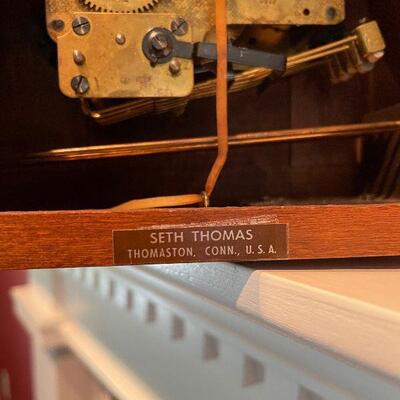 SETH THOMAS
THOMASTON, CONN., U.S.A.